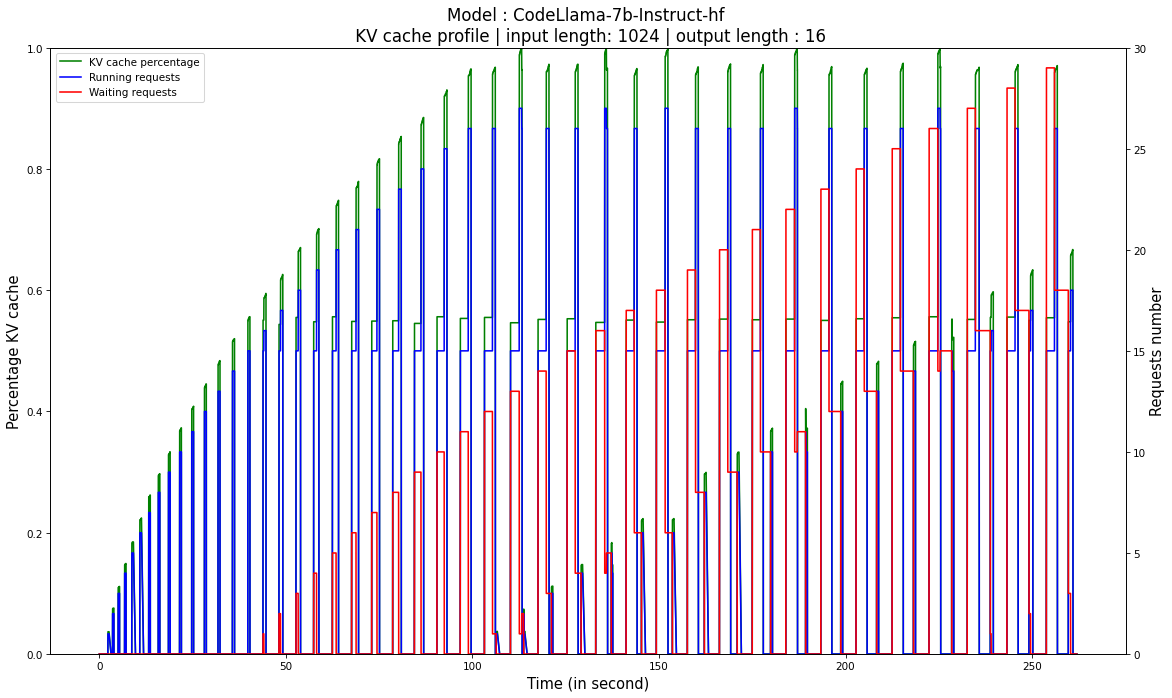 Model : CodeLlama-7b-Instruct-hf
KV cache profile | input length: 1024 | output length : 16
KV cache percentage
Running requests
Waiting requests
Percentage KV cache
1.0
0.8
0.6
0.4
0.2
0.0
30
25
20
15
10
5
0
Requests number
0 50 100 150 200 250
Time (in second)